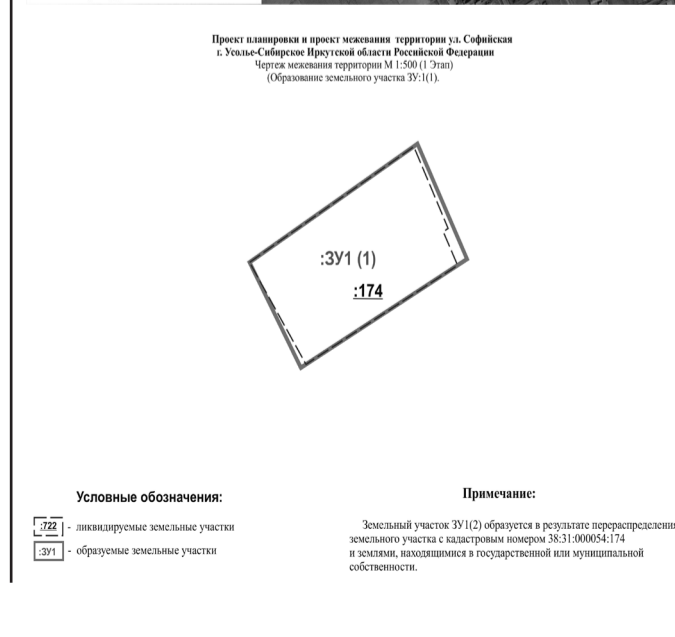 Проект планировки и проект межевания территории ул. Софийская
г. Усолье-Сибирское Иркутской области Российской Федерации
Чертеж межевания территории М 1:500 (1 Этап)
(Образование земельного участка ЗУ:1(1).
:ЗУ1 (1)
:174
Условные обозначения:
:722 - ликвидируемые земельные участки
:ЗУ1 - образуемые земельные участки
Примечание:
Земельный участок ЗУ1(2) образуется в результате перераспределения
земельного участка с кадастровым номером 38:31:000054:174
и землями, находящимися в государственной или муниципальной
собственности.